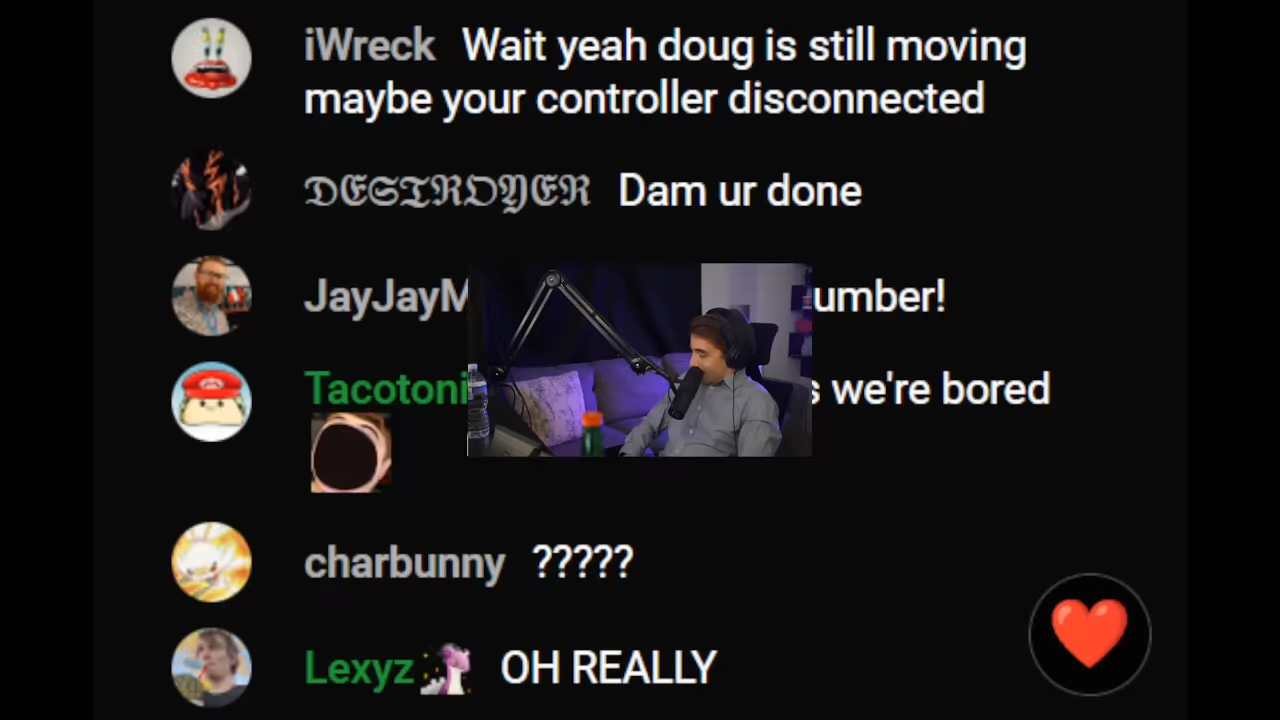 iWreck Wait yeah doug is still moving
maybe your controller disconnected
𝔇𝔈𝔖𝔗ℜ𝔒𝔜𝔈ℜ Dam ur done
JayJayM umber!
Tacotoni s we're bored
charbunny ?????
Lexyz OH REALLY